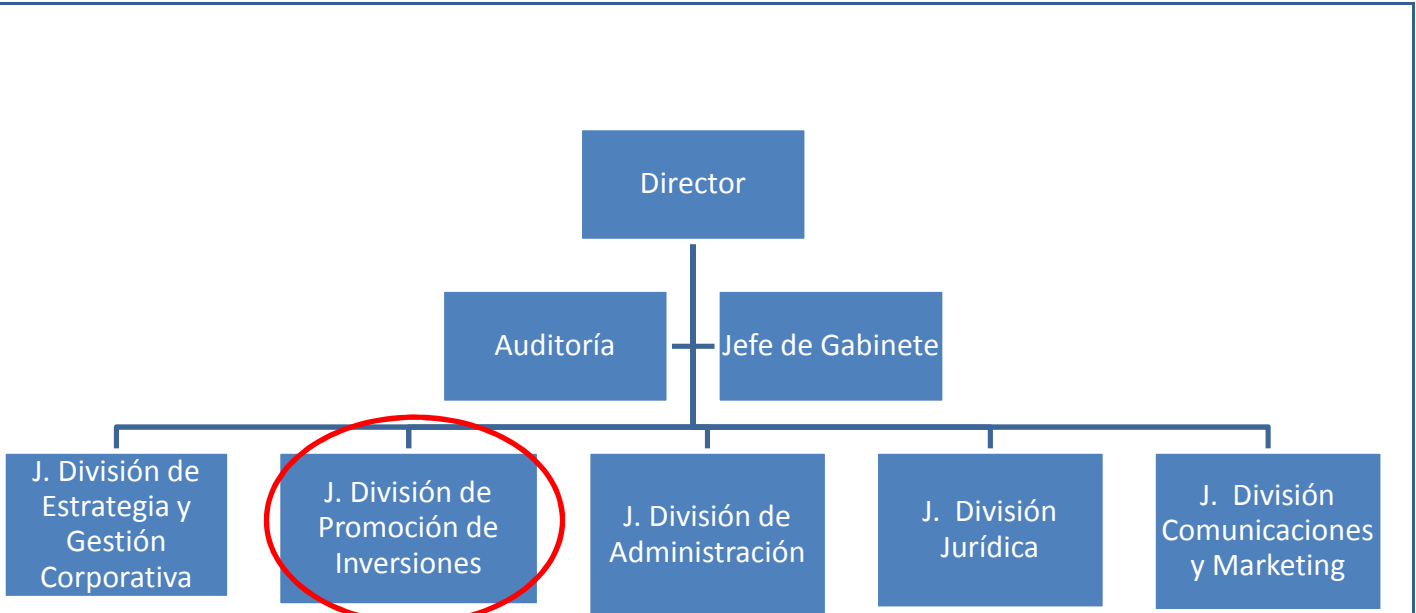 Director
Auditoría
Jefe de Gabinete
J. División de
Estrategia y
Gestión
Corporativa
J. División de
Promoción de
Inversiones
J. División de
Administración
J. División
Jurídica
J. División
Comunicaciones
y Marketing